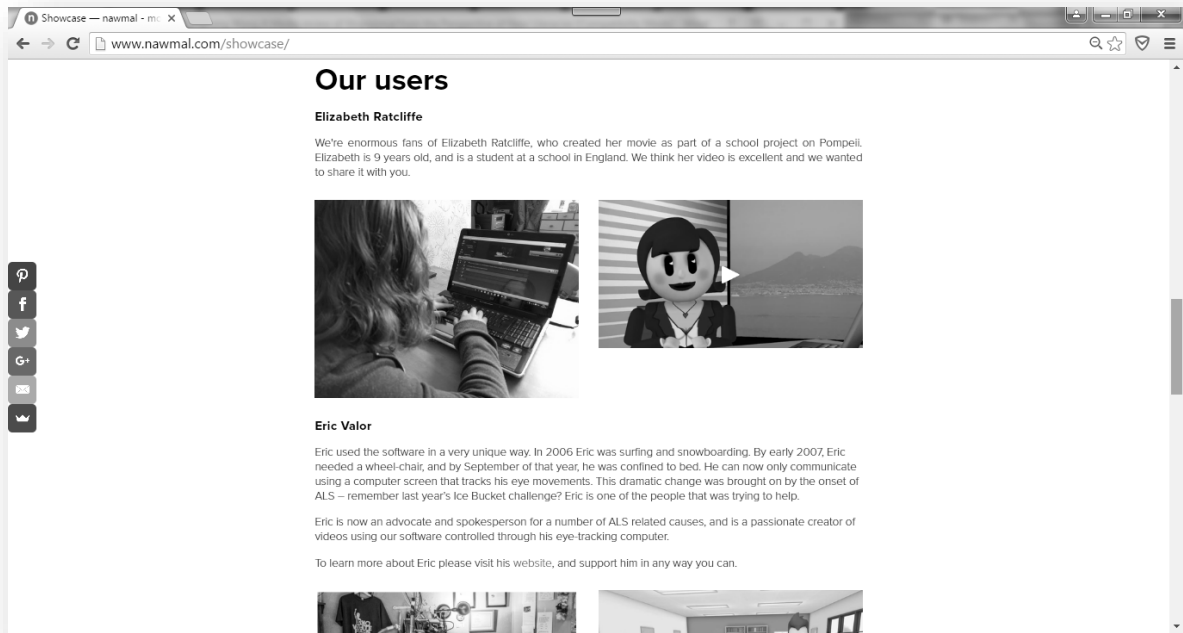 Showcase — nawmal - mo
www.nawmal.com/showcase/
Our users
Elizabeth Ratcliffe
We're enormous fans of Elizabeth Ratcliffe, who created her movie as part of a school project on Pompeii.
Elizabeth is 9 years old, and is a student at a school in England. We think her video is excellent and we wanted
to share it with you.
Eric Valor
Eric used the software in a very unique way. In 2006 Eric was surfing and snowboarding. By early 2007, Eric
needed a wheel-chair, and by September of that year, he was confined to bed. He can now only communicate
using a computer screen that tracks his eye movements. This dramatic change was brought on by the onset of
ALS – remember last year's Ice Bucket challenge? Eric is one of the people that was trying to help.
Eric is now an advocate and spokesperson for a number of ALS related causes, and is a passionate creator of
videos using our software controlled through his eye-tracking computer.
To learn more about Eric please visit his website, and support him in any way you can.